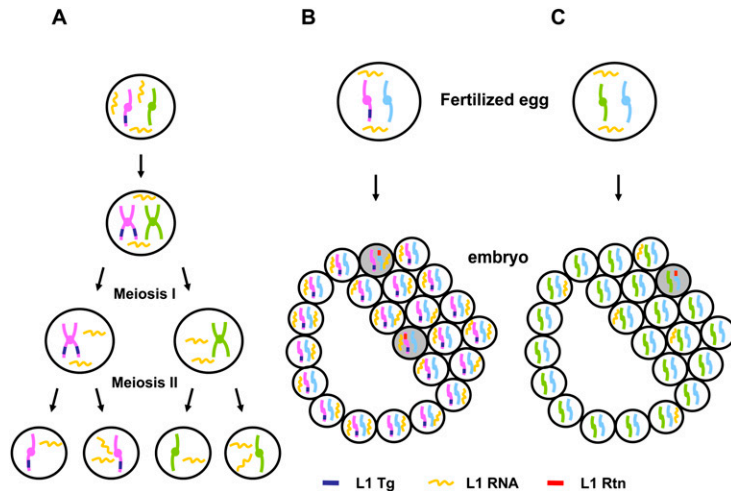 A
B
C
Fertilized egg
embryo
Meiosis I
Meiosis II
L1 Tg
L1 RNA
L1 Rtn